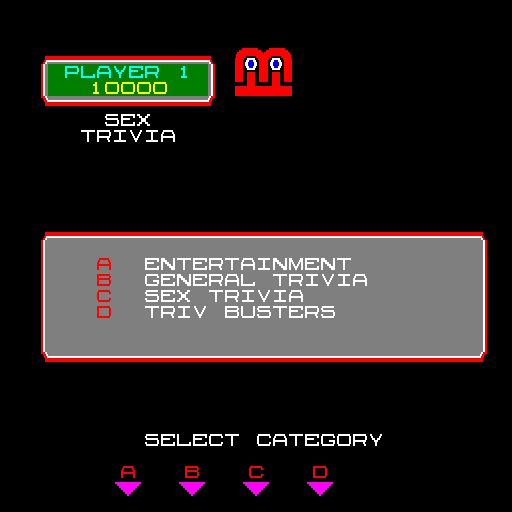 PLAYER 1
10000
SEX
TRIVIA
A ENTERTAINMENT
B GENERAL TRIVIA
C SEX TRIVIA
D TRIV BUSTERS
SELECT CATEGORY
A B C D